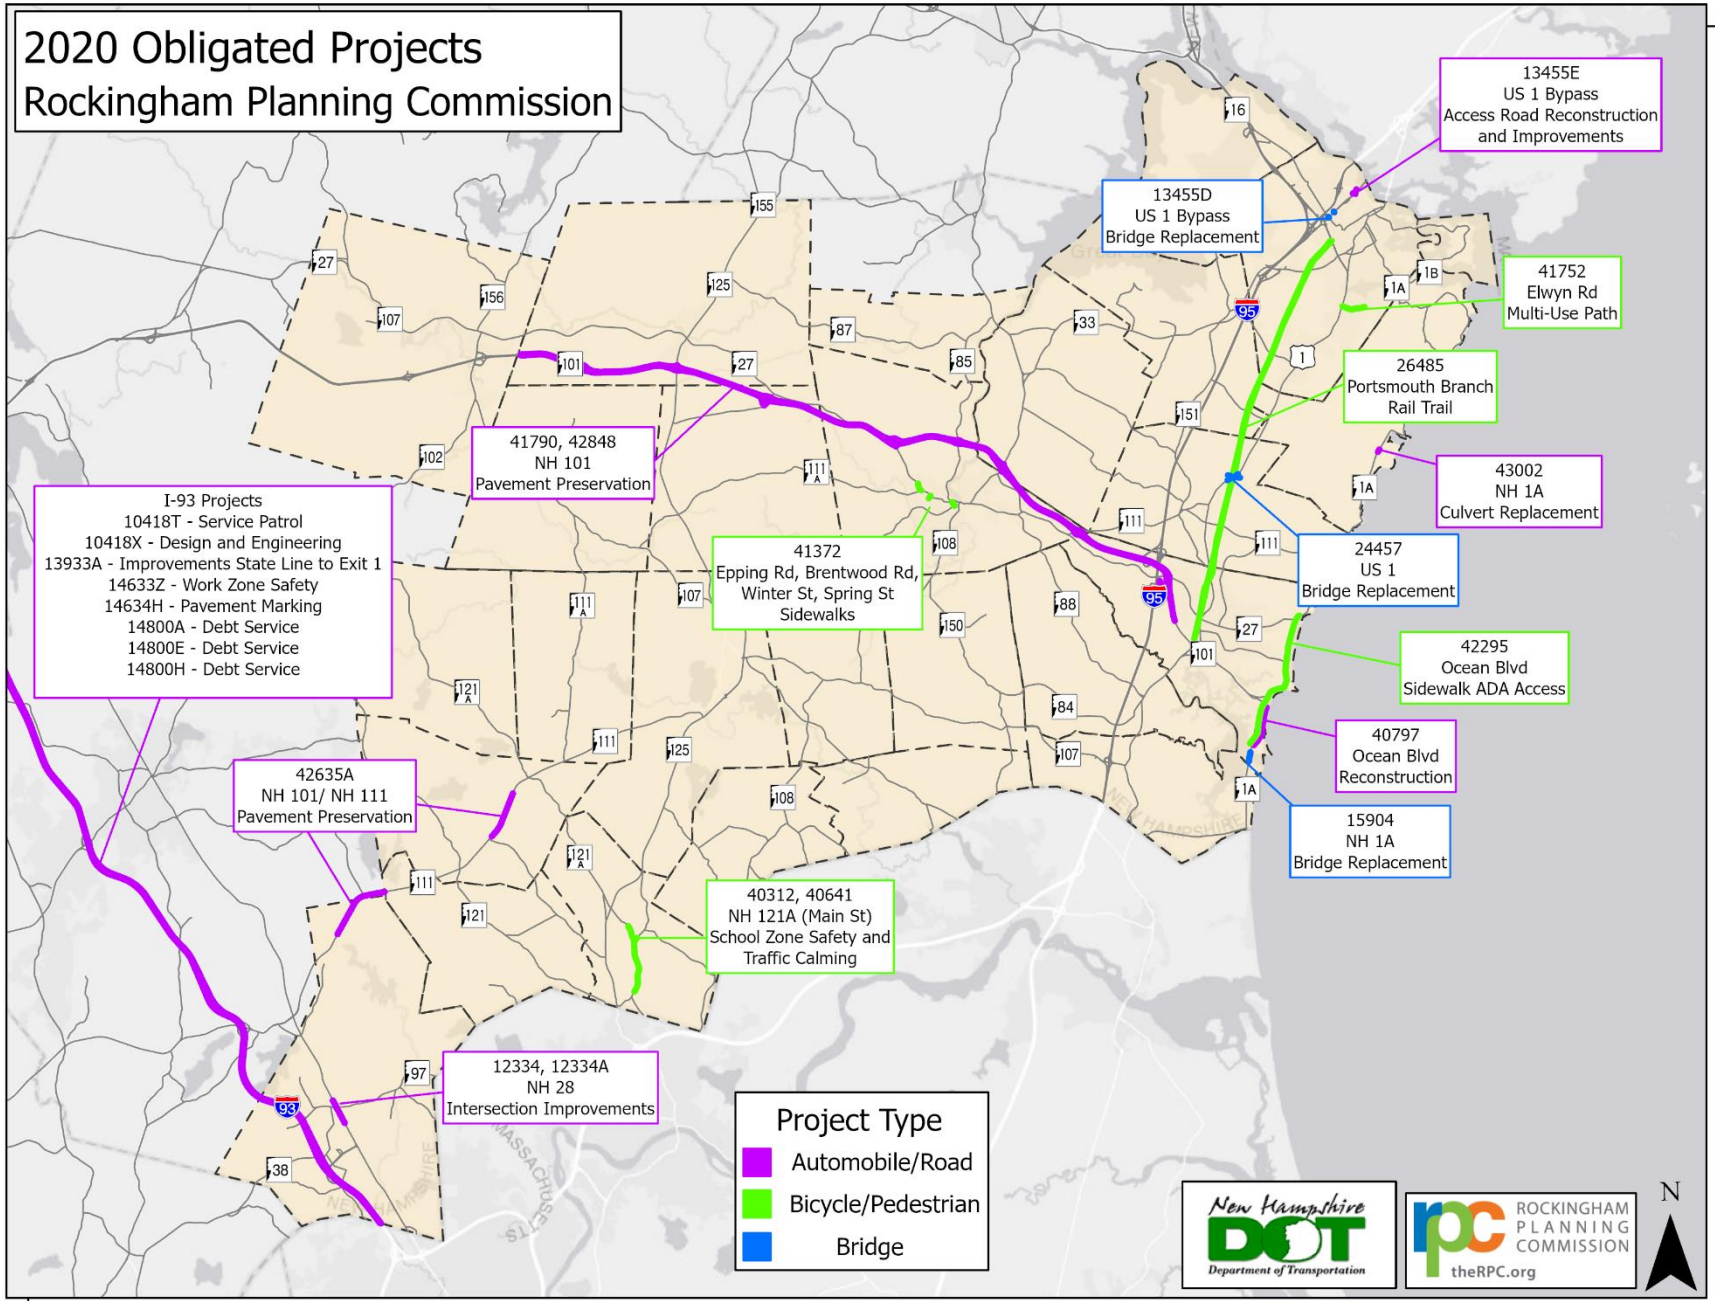 2020 Obligated Projects
Rockingham Planning Commission
13455E
US 1 Bypass
Access Road Reconstruction
and Improvements
13455D
US 1 Bypass
Bridge Replacement
41752
Elwyn Rd
Multi-Use Path
26485
Portsmouth Branch
Rail Trail
41790, 42848
NH 101
Pavement Preservation
43002
NH 1A
Culvert Replacement
I-93 Projects
10418T - Service Patrol
10418X - Design and Engineering
13933A - Improvements State Line to Exit 1
14633Z - Work Zone Safety
14634H - Pavement Marking
14800A - Debt Service
14800E - Debt Service
14800H - Debt Service
41372
Epping Rd, Brentwood Rd,
Winter St, Spring St
Sidewalks
24457
US 1
Bridge Replacement
42295
Ocean Blvd
Sidewalk ADA Access
40797
Ocean Blvd
Reconstruction
42635A
NH 101/ NH 111
Pavement Preservation
15904
NH 1A
Bridge Replacement
40312, 40641
NH 121A (Main St)
School Zone Safety and
Traffic Calming
12334, 12334A
NH 28
Intersection Improvements
16
155
27
156
125
107
1B
1A
95
33
87
85
1
101
27
151
102
111
A
1A
111
111
108
107
111
A
95
88
150
27
101
121
A
84
111
125
107
108
1A
121
A
111
121
97
93
38
NEW HAMPSHIRE
NEW HAMPSHIRE
MASSACHUSETTS
Project Type
Automobile/Road
Bicycle/Pedestrian
Bridge
New Hampshire
DOT
Department of Transportation
rpc
ROCKINGHAM
PLANNING
COMMISSION
theRPC.org
N